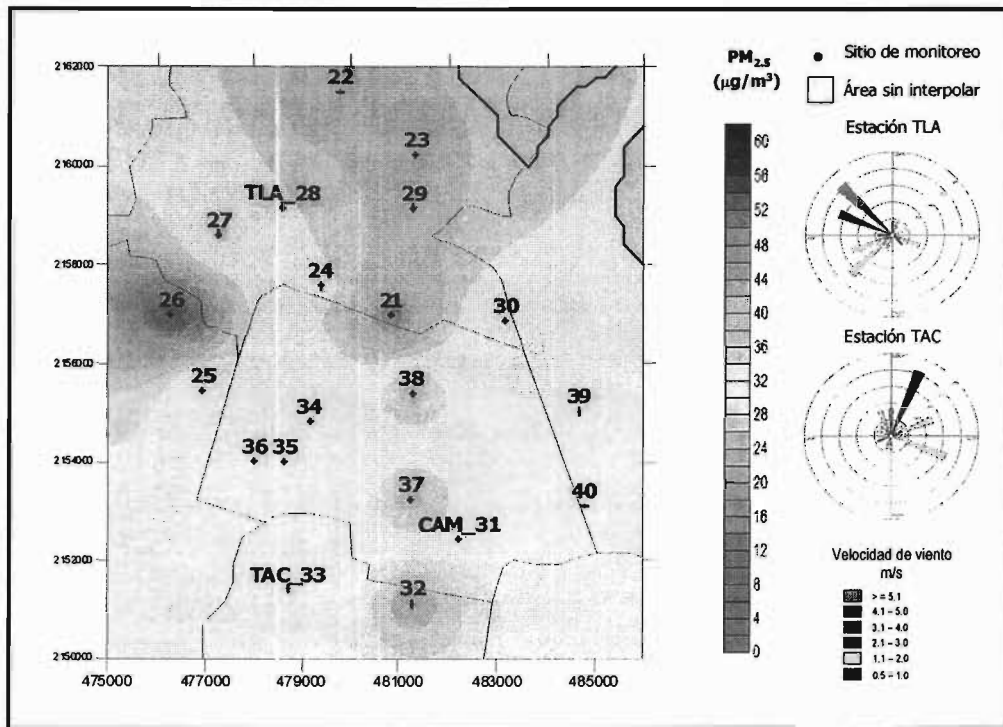 PM2.5
(µg/m³)
Sitio de monitoreo
Área sin interpolar
Estación TLA
Estación TAC
Velocidad de viento
m/s
> = 5.1
4.1 – 5.0
3.1 – 4.0
2.1 – 3.0
1.1 – 2.0
0.5 – 1.0
60
56
52
48
44
40
36
32
28
24
20
16
12
8
4
0
2162000
2160000
2158000
2156000
2154000
2152000
2150000
475000
477000
479000
481000
483000
485000
22
23
TLA_28
29
27
24
26
21
30
25
38
39
34
36
35
37
40
CAM_31
TAC_33
32